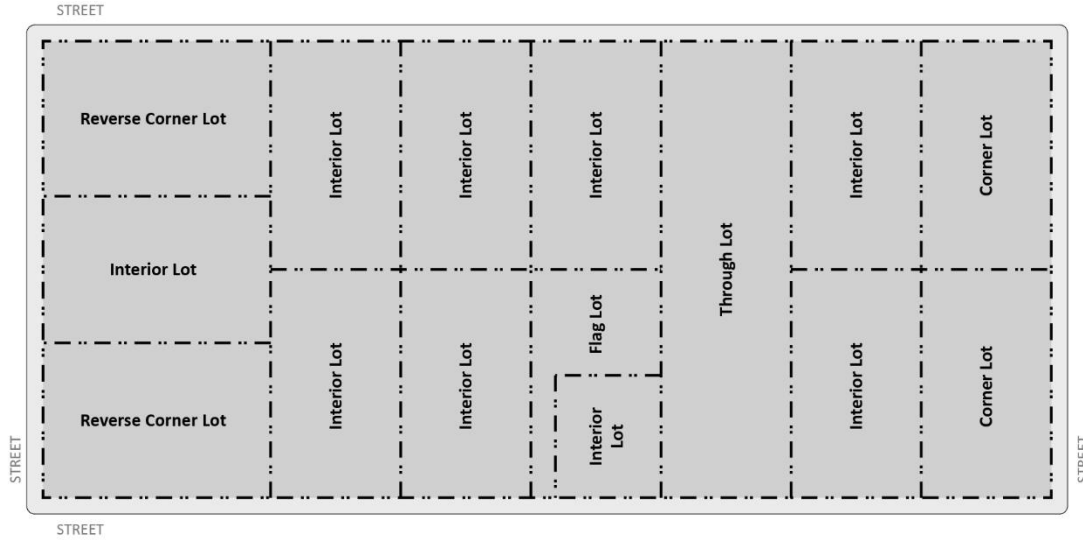 STREET
Reverse Corner Lot
Interior Lot
Interior Lot
Interior Lot
Interior Lot
Corner Lot
Interior Lot
Through Lot
Flag Lot
Reverse Corner Lot
Interior Lot
Interior Lot
Interior
Lot
Interior Lot
Corner Lot
STREET
STREET
STREET